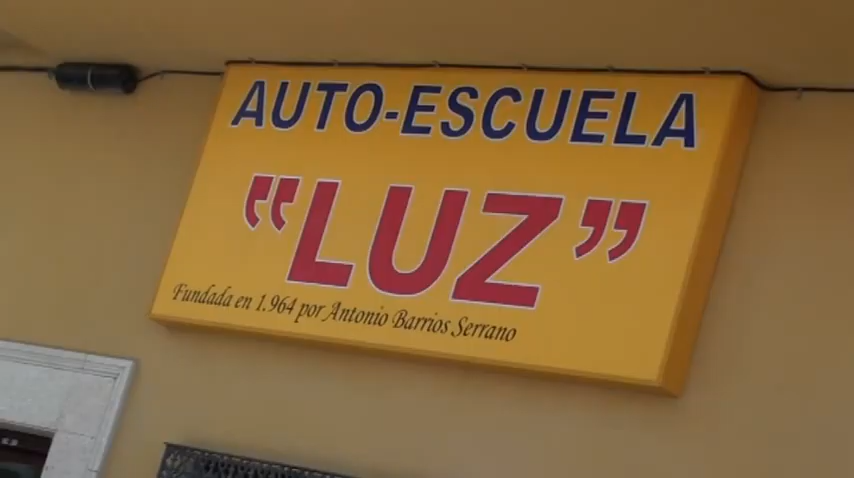 AUTO-ESCUELA
“LUZ”
Fundada en 1.964 por Antonio Barrios Serrano